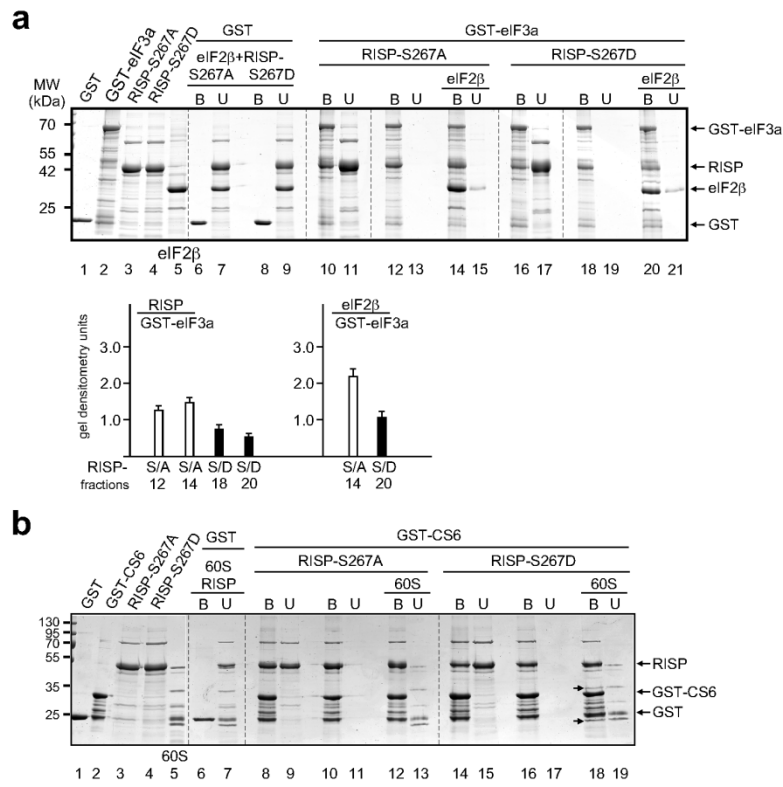 a
GST
GST-eIF3a
eIF2β+RISP-
S267A S267D
RISP-S267A RISP-S267D
GST GST-eIF3a RISP-S267A RISP-S267D
eIF2β eIF2β
MW
(kDa)
B U B U B U B U B U B U B U B U
70
55
42
25
GST-eIF3a
RISP
eIF2β
GST
eIF2β
1 2 3 4 5 6 7 8 9 10 11 12 13 14 15 16 17 18 19 20 21
RISP
GST-eIF3a
eIF2β
GST-eIF3a
gel densitometry units
3.0 3.0
2.0 2.0
1.0 1.0
RISP- S/A S/A S/D S/D S/A S/D
fractions 12 14 18 20 14 20
b
GST GST-CS6
60S
RISP
RISP-S267A RISP-S267D
GST GST-CS6 RISP-S267A RISP-S267D
60S 60S
B U B U B U B U B U B U B U
130
95
70
55
35
25
RISP
GST-CS6
GST
60S
1 2 3 4 5 6 7 8 9 10 11 12 13 14 15 16 17 18 19